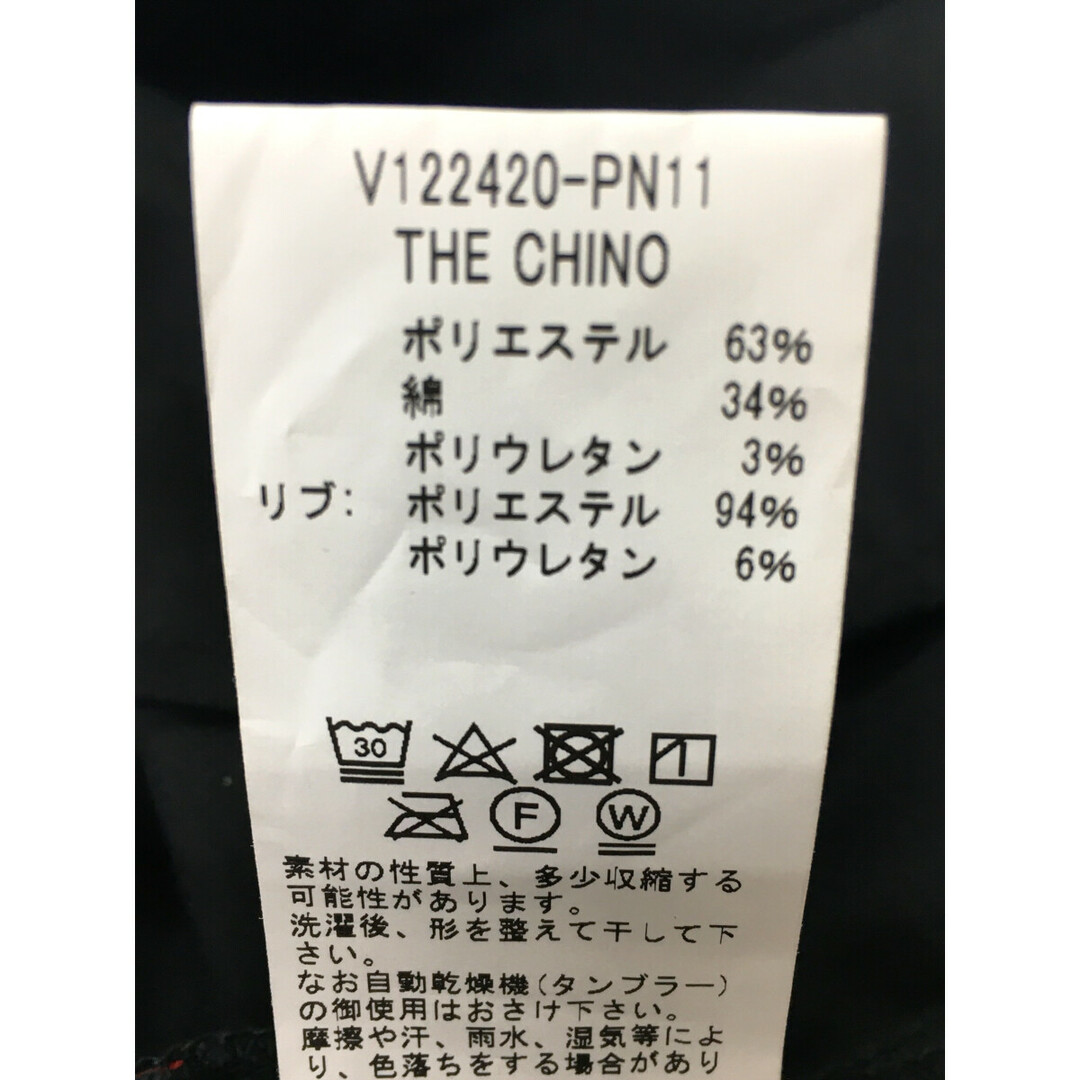 V122420-PN11
THE CHINO
ポリエステル 63%
綿 34%
ポリウレタン 3%
リブ: ポリエステル 94%
ポリウレタン 6%
30
F W
素材の性質上、多少収縮する
可能性があります。
洗濯後、形を整えて干して下
さい。
なお自動乾燥機(タンブラー)
の御使用はおさけ下さい。
摩擦や汗、雨水、湿気等によ
り、色落ちをする場合があり